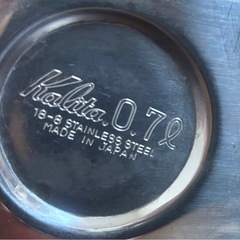 Kalita. 0.7ℓ
18-8 STAINLESS STEEL
MADE IN JAPAN